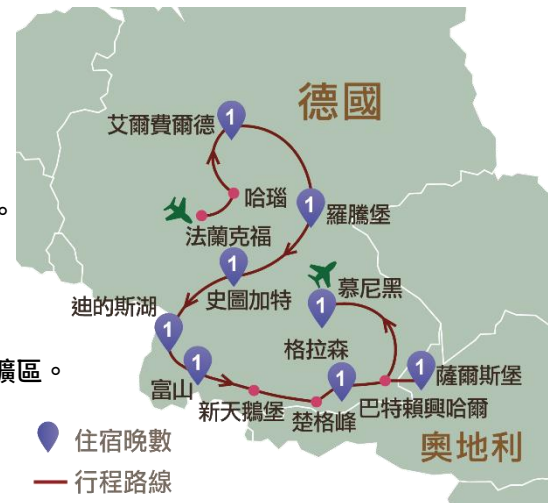 德國
艾爾費爾德
1
哈瑙
1
羅騰堡
。
法蘭克福
1
史圖加特
慕尼黑
1
迪的斯湖
1
格拉森
1
富山
1
1
薩爾斯堡
礦區。
新天鵝堡
楚格峰
巴特賴興哈爾
奧地利
住宿晚數
行程路線